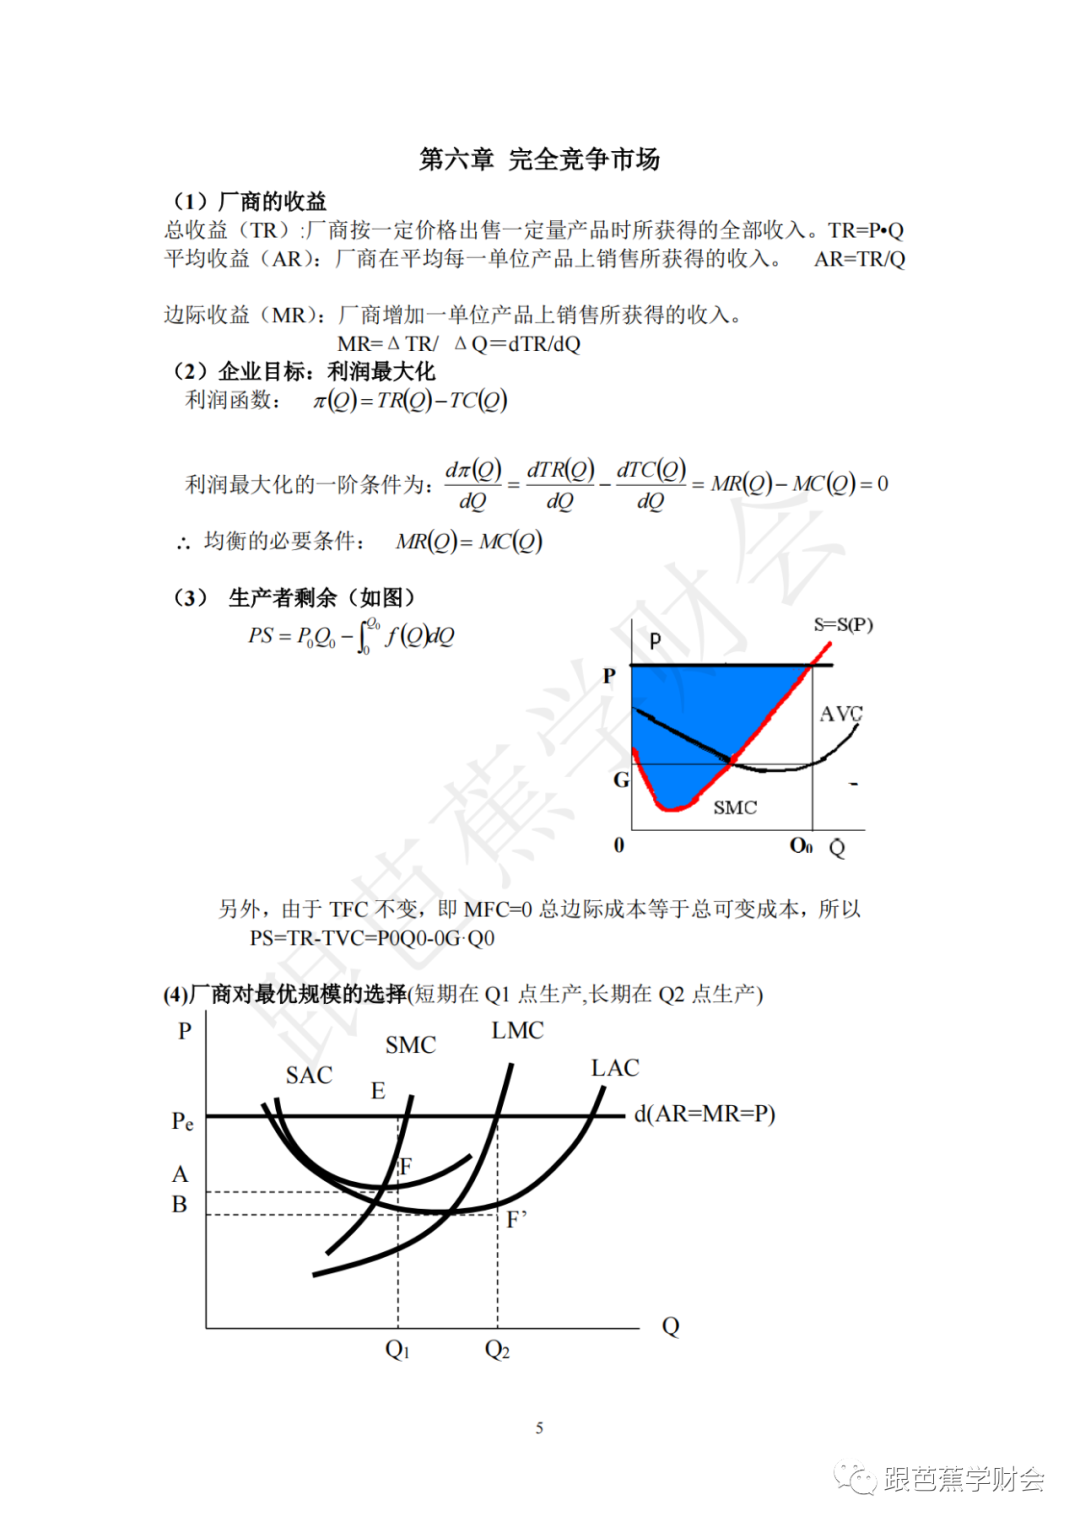 第六章 完全竞争市场
（1）厂商的收益
总收益（TR）:厂商按一定价格出售一定量产品时所获得的全部收入。TR=P•Q
平均收益（AR）：厂商在平均每一单位产品上销售所获得的收入。 AR=TR/Q
边际收益（MR）：厂商增加一单位产品上销售所获得的收入。
MR=ΔTR/ ΔQ＝dTR/dQ
（2）企业目标：利润最大化
利润函数： π(Q)=TR(Q)−TC(Q)
利润最大化的一阶条件为：dπ(Q)/dQ = dTR(Q)/dQ − dTC(Q)/dQ = MR(Q)−MC(Q)=0
∴ 均衡的必要条件： MR(Q)=MC(Q)
（3） 生产者剩余（如图）
PS = P₀Q₀ − ∫₀^Q₀ f(Q)dQ
S=S(P)
P
P
AVC
G
SMC
-
0
O₀
Q
另外，由于 TFC 不变，即 MFC=0 总边际成本等于总可变成本，所以
PS=TR-TVC=P0Q0-0G·Q0
(4)厂商对最优规模的选择(短期在 Q1 点生产,长期在 Q2 点生产)
P
SMC
LMC
SAC
E
LAC
Pe
d(AR=MR=P)
A
F
B
F’
Q
Q₁
Q₂
5
跟芭蕉学财会
跟芭蕉学财会